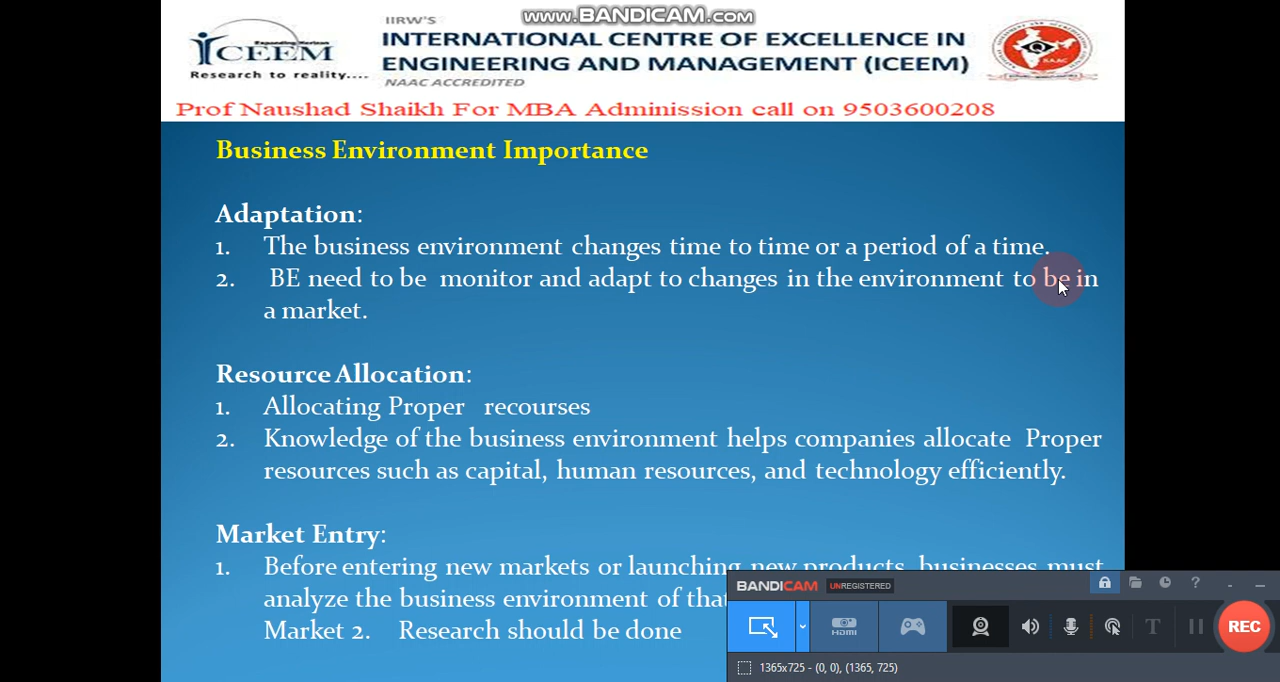 www.BANDICAM.com
IIRW'S
INTERNATIONAL CENTRE OF EXCELLENCE IN
ENGINEERING AND MANAGEMENT (ICEEM)
NAAC ACCREDITED
ICEEM
Research to reality....
Prof Naushad Shaikh For MBA Adminission call on 9503600208
Business Environment Importance
Adaptation:
1. The business environment changes time to time or a period of a time.
2. BE need to be monitor and adapt to changes in the environment to be in
a market.
Resource Allocation:
1. Allocating Proper recourses
2. Knowledge of the business environment helps companies allocate Proper
resources such as capital, human resources, and technology efficiently.
Market Entry:
1. Before entering new markets or launching new products, businesses must
analyze the business environment of that
Market 2. Research should be done
BANDICAM UNREGISTERED
HDMI
REC
1365x725 - (0, 0), (1365, 725)